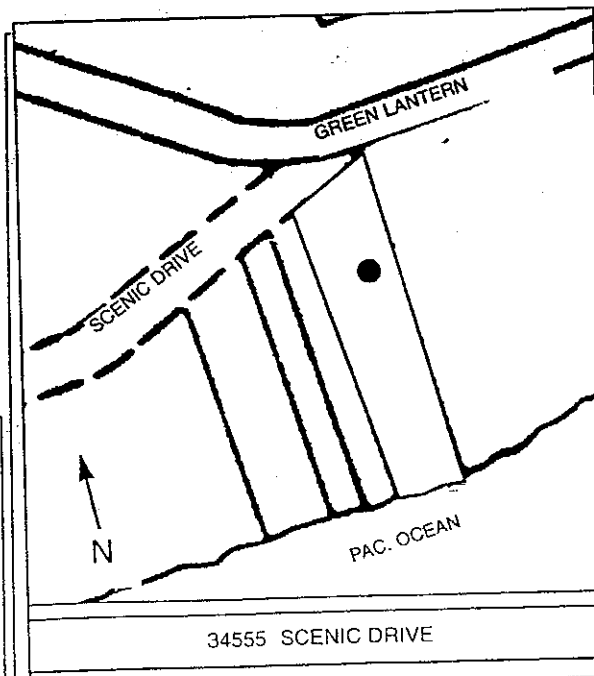 GREEN LANTERN
SCENIC DRIVE
N
PAC. OCEAN
34555 SCENIC DRIVE